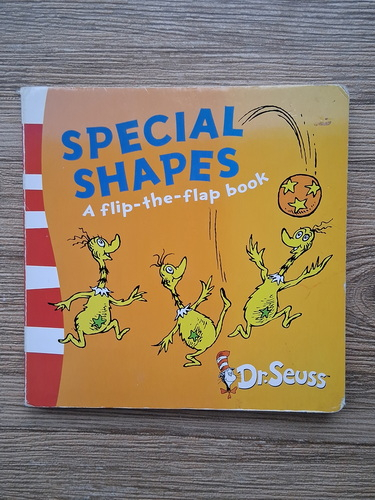 SPECIAL
SHAPES
A flip-the-flap book
Dr. Seuss